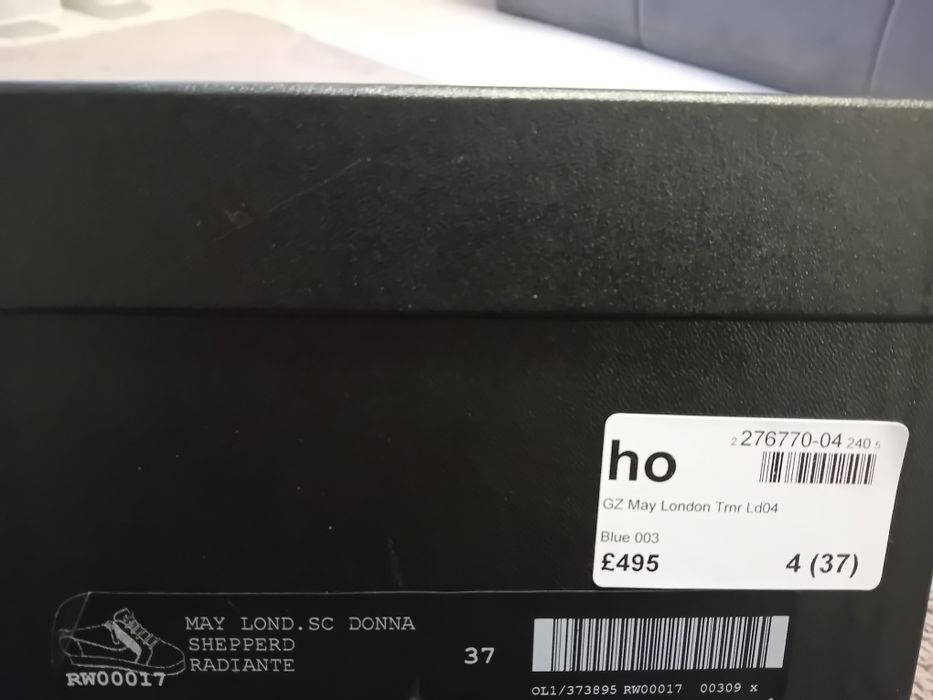 ho
2 276770-04 240 5
GZ May London Trnr Ld04
Blue 003
£495 4 (37)
MAY LOND.SC DONNA
SHEPPERD
RADIANTE
37
RW00017
OL1/373895 RW00017 00309 x